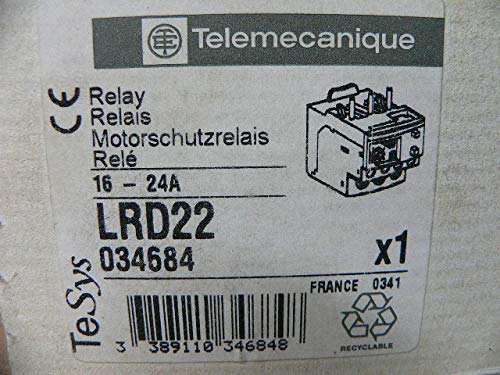 Telemecanique
CE Relay
Relais
Motorschutzrelais
Relé
16 - 24A
LRD22
034684
x1
TeSys
FRANCE 0341
3 389110 346848
RECYCLABLE